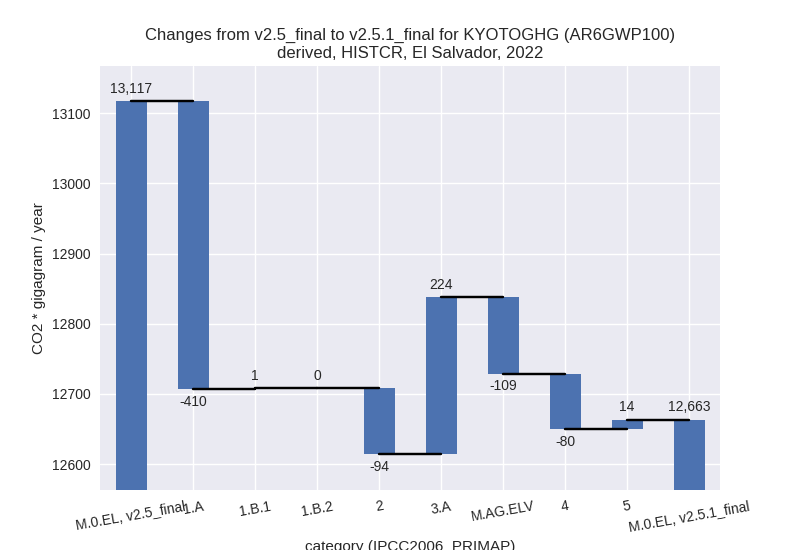 Changes from v2.5_final to v2.5.1_final for KYOTOGHG (AR6GWP100)
derived, HISTCR, El Salvador, 2022
13,117
13100
13000
12900
12800
12700
12600
CO2 * gigagram / year
-410
1
0
-94
224
-109
-80
14
12,663
M.0.EL, v2.5_final
1.A
1.B.1
1.B.2
2
3.A
M.AG.ELV
4
5
M.0.EL, v2.5.1_final
category (IPCC2006_PRIMAP)